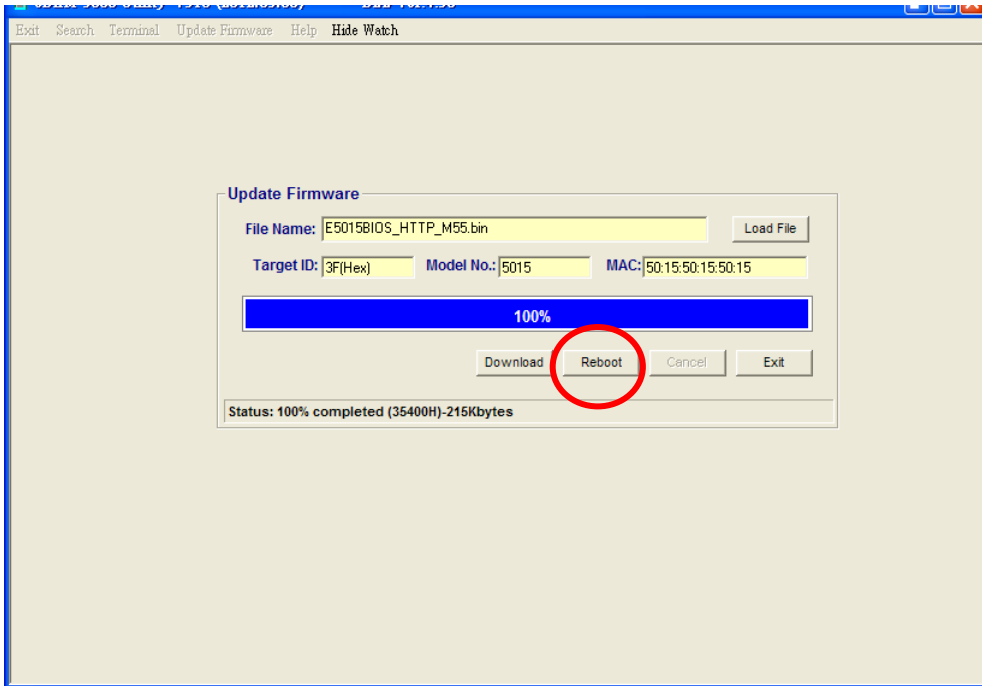 Exit Search Terminal Update Firmware Help Hide Watch
Update Firmware
File Name: E5015BIOS_HTTP_M55.bin Load File
Target ID: 3F(Hex) Model No.: 5015 MAC: 50:15:50:15:50:15
100%
Download Reboot Cancel Exit
Status: 100% completed (35400H)-215Kbytes